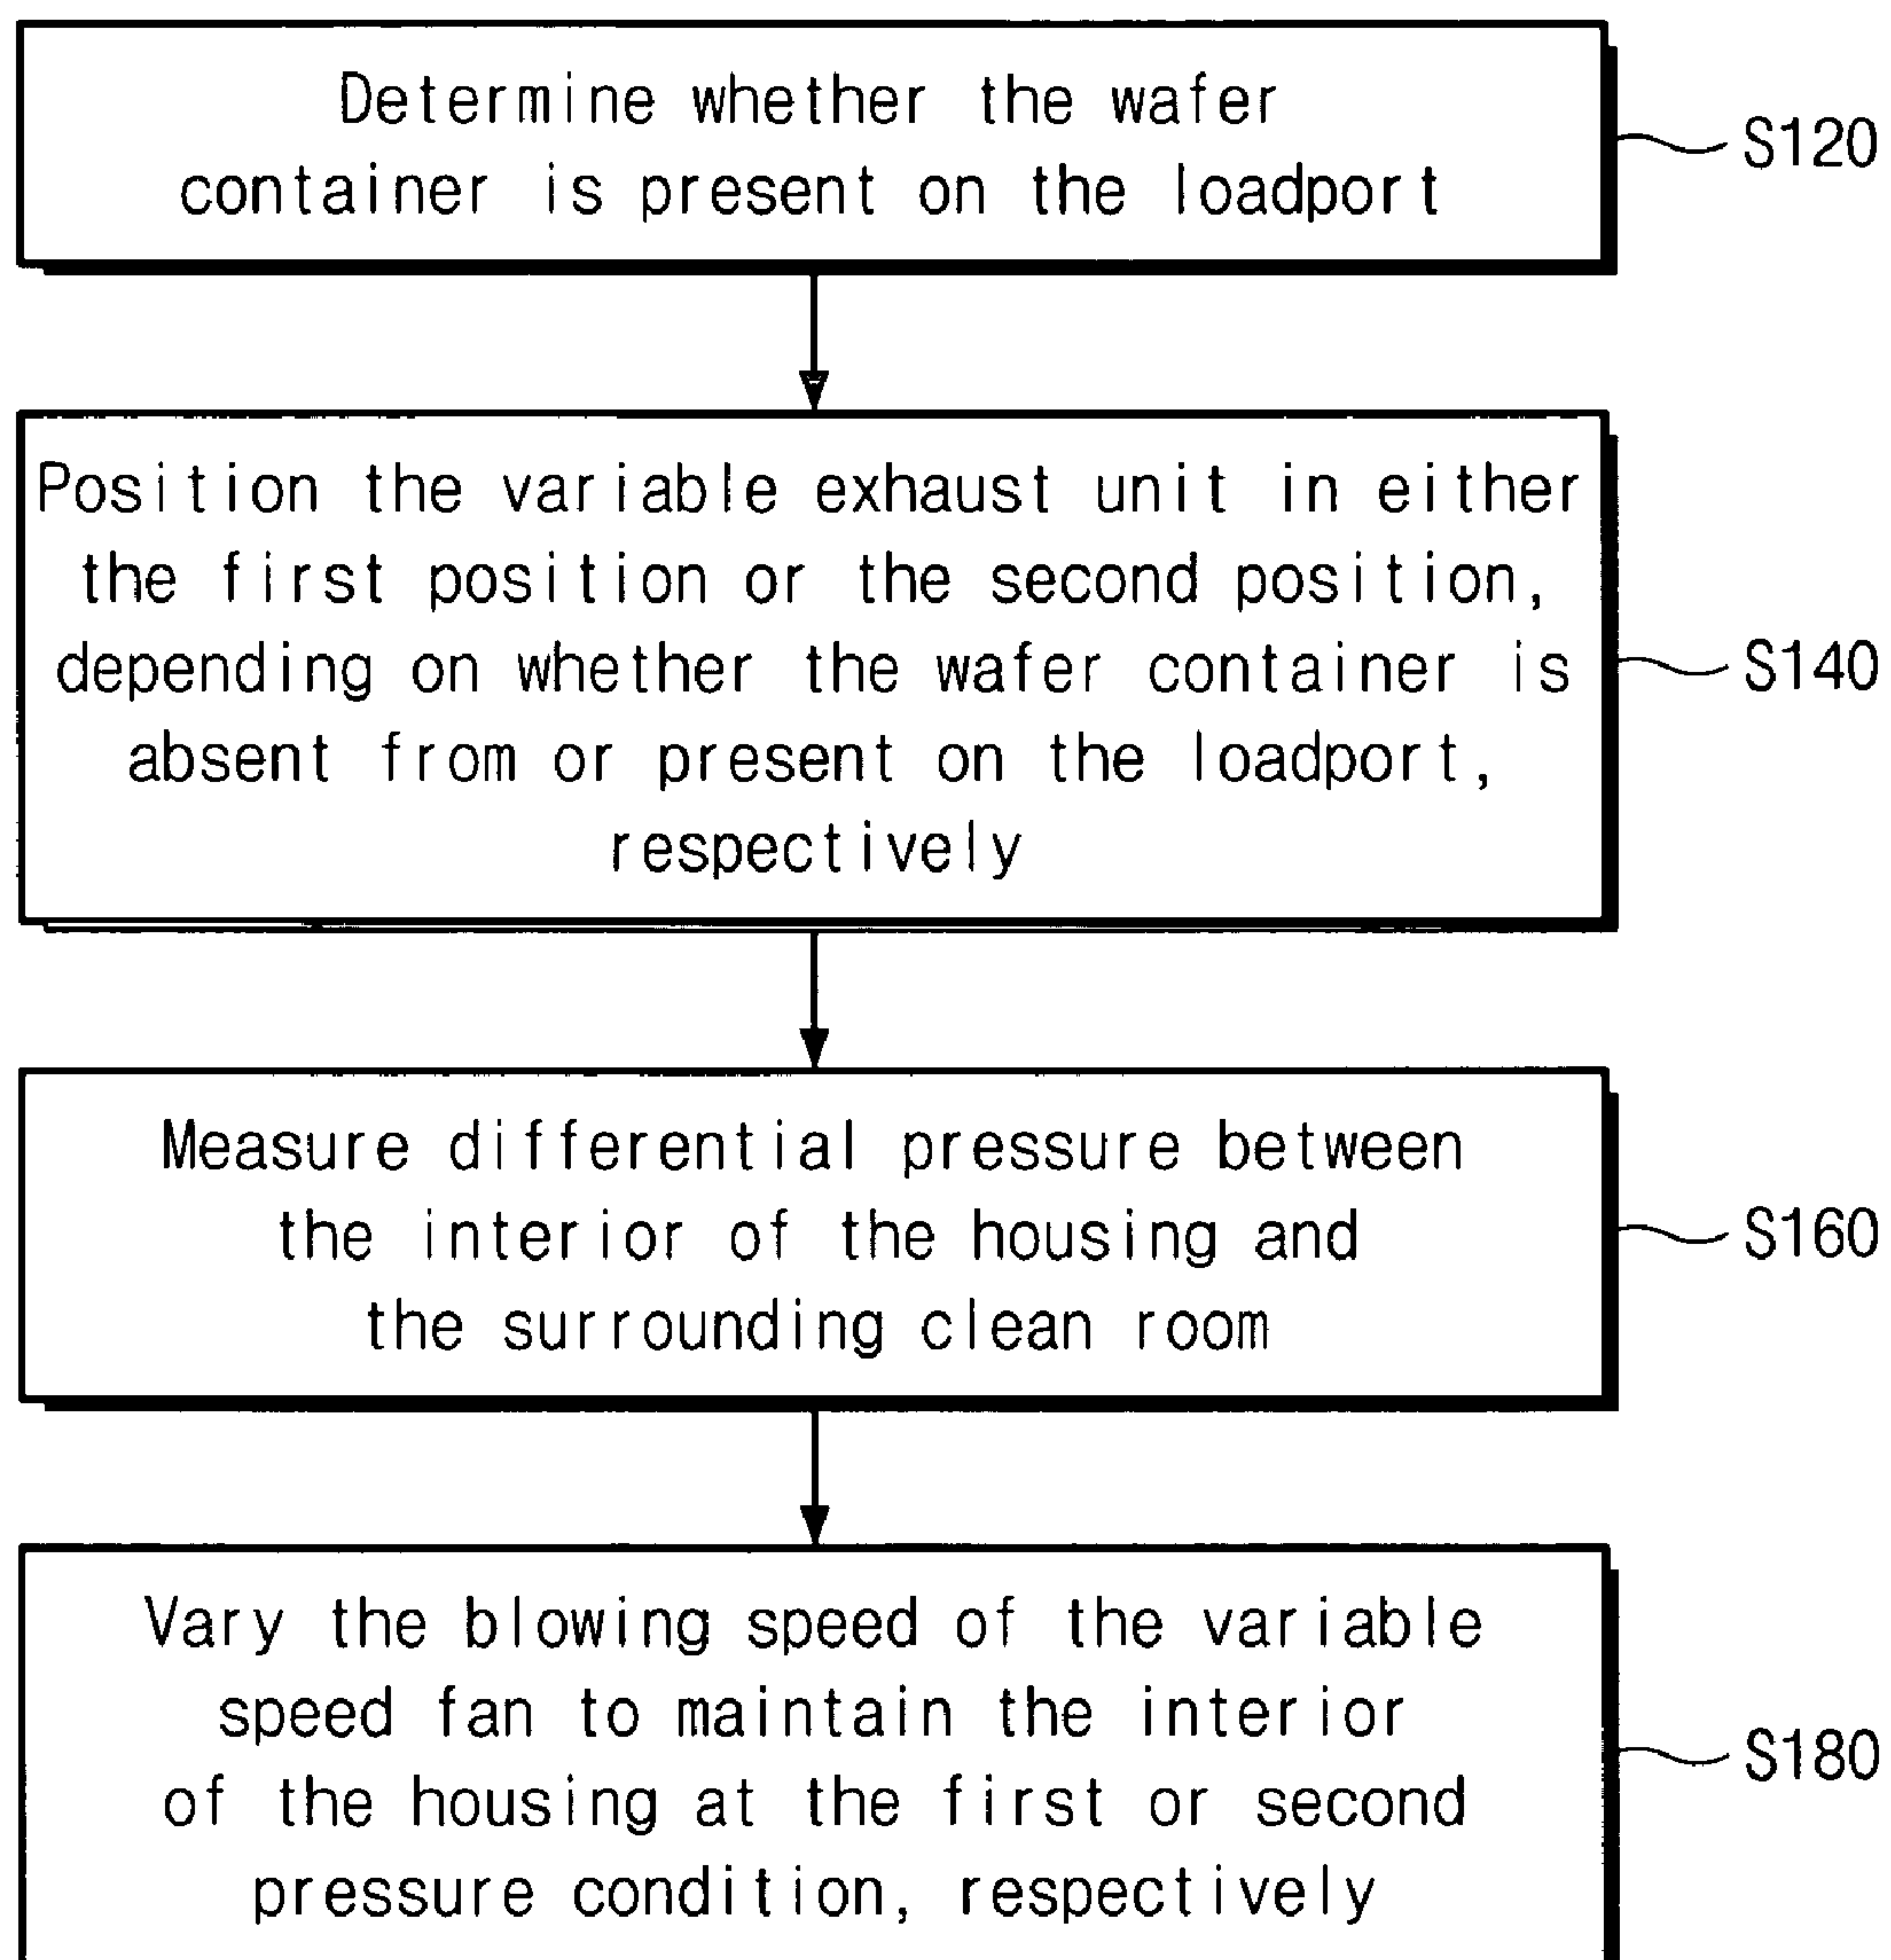 Determine whether the wafer
container is present on the loadport
S120
Position the variable exhaust unit in either
the first position or the second position,
depending on whether the wafer container is
absent from or present on the loadport,
respectively
S140
Measure differential pressure between
the interior of the housing and
the surrounding clean room
S160
Vary the blowing speed of the variable
speed fan to maintain the interior
of the housing at the first or second
pressure condition, respectively
S180